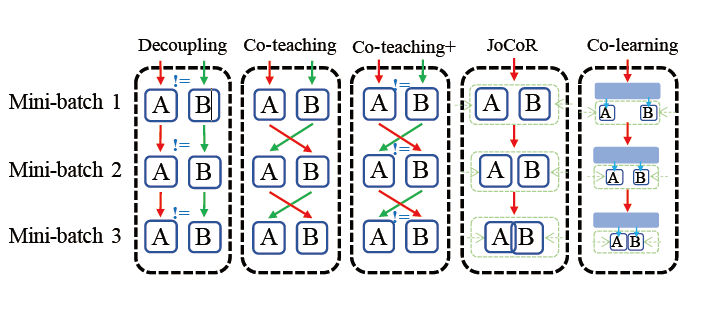 Decoupling Co-teaching Co-teaching+ JoCoR Co-learning
!= !=
Mini-batch 1 A B A B A B A B A B
!= !=
Mini-batch 2 A B A B A B A B A B
!= !=
Mini-batch 3 A B A B A B A B A B